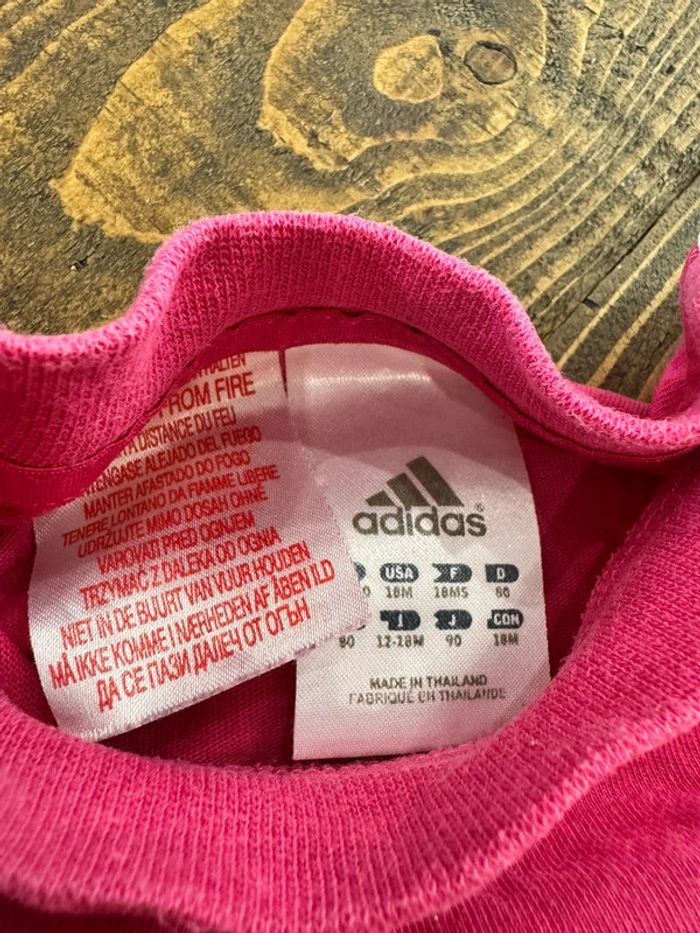 FROM FIRE
DISTANCE DU FEU
ALEJADO DEL FUEGO
MANTER AFASTADO DO FOGO
TENERE LONTANO DA FIAMME LIBERE
UDRŽUJTE MIMO DOSAH OHNĚ
VAROVATI PRED OGNJEM
TRZYMAĆ Z DALEKA OD OGNIA
NIET IN DE BUURT VAN VUUR HOUDEN
MÅ IKKE KOMME I NÆRHEDEN AF ÅBEN ILD
ДА СЕ ПАЗИ ДАЛЕЧ ОТ ОГЪН
adidas®
USA F D
18M 18MS 80
I J CDN
80 12-18M 90 18M
MADE IN THAILAND
FABRIQUÉ EN THAILANDE